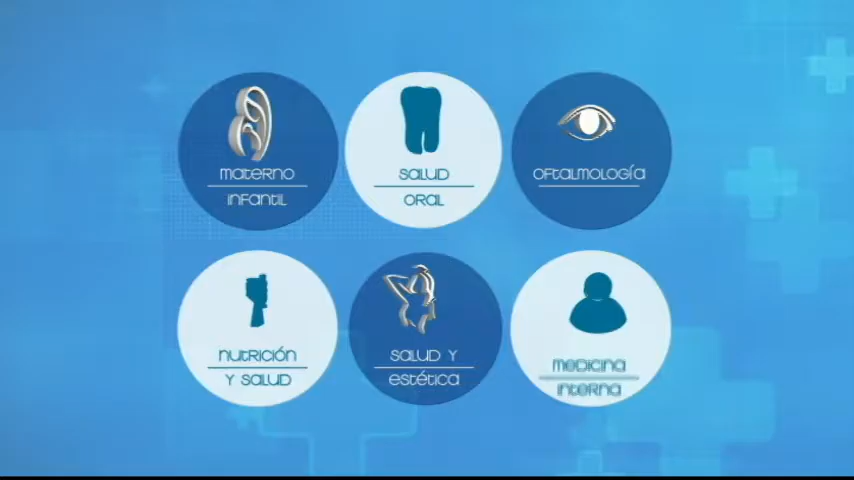 materno
infantil
salud
oral
oftalmología
nutrición
y salud
salud y
estética
medicina
interna